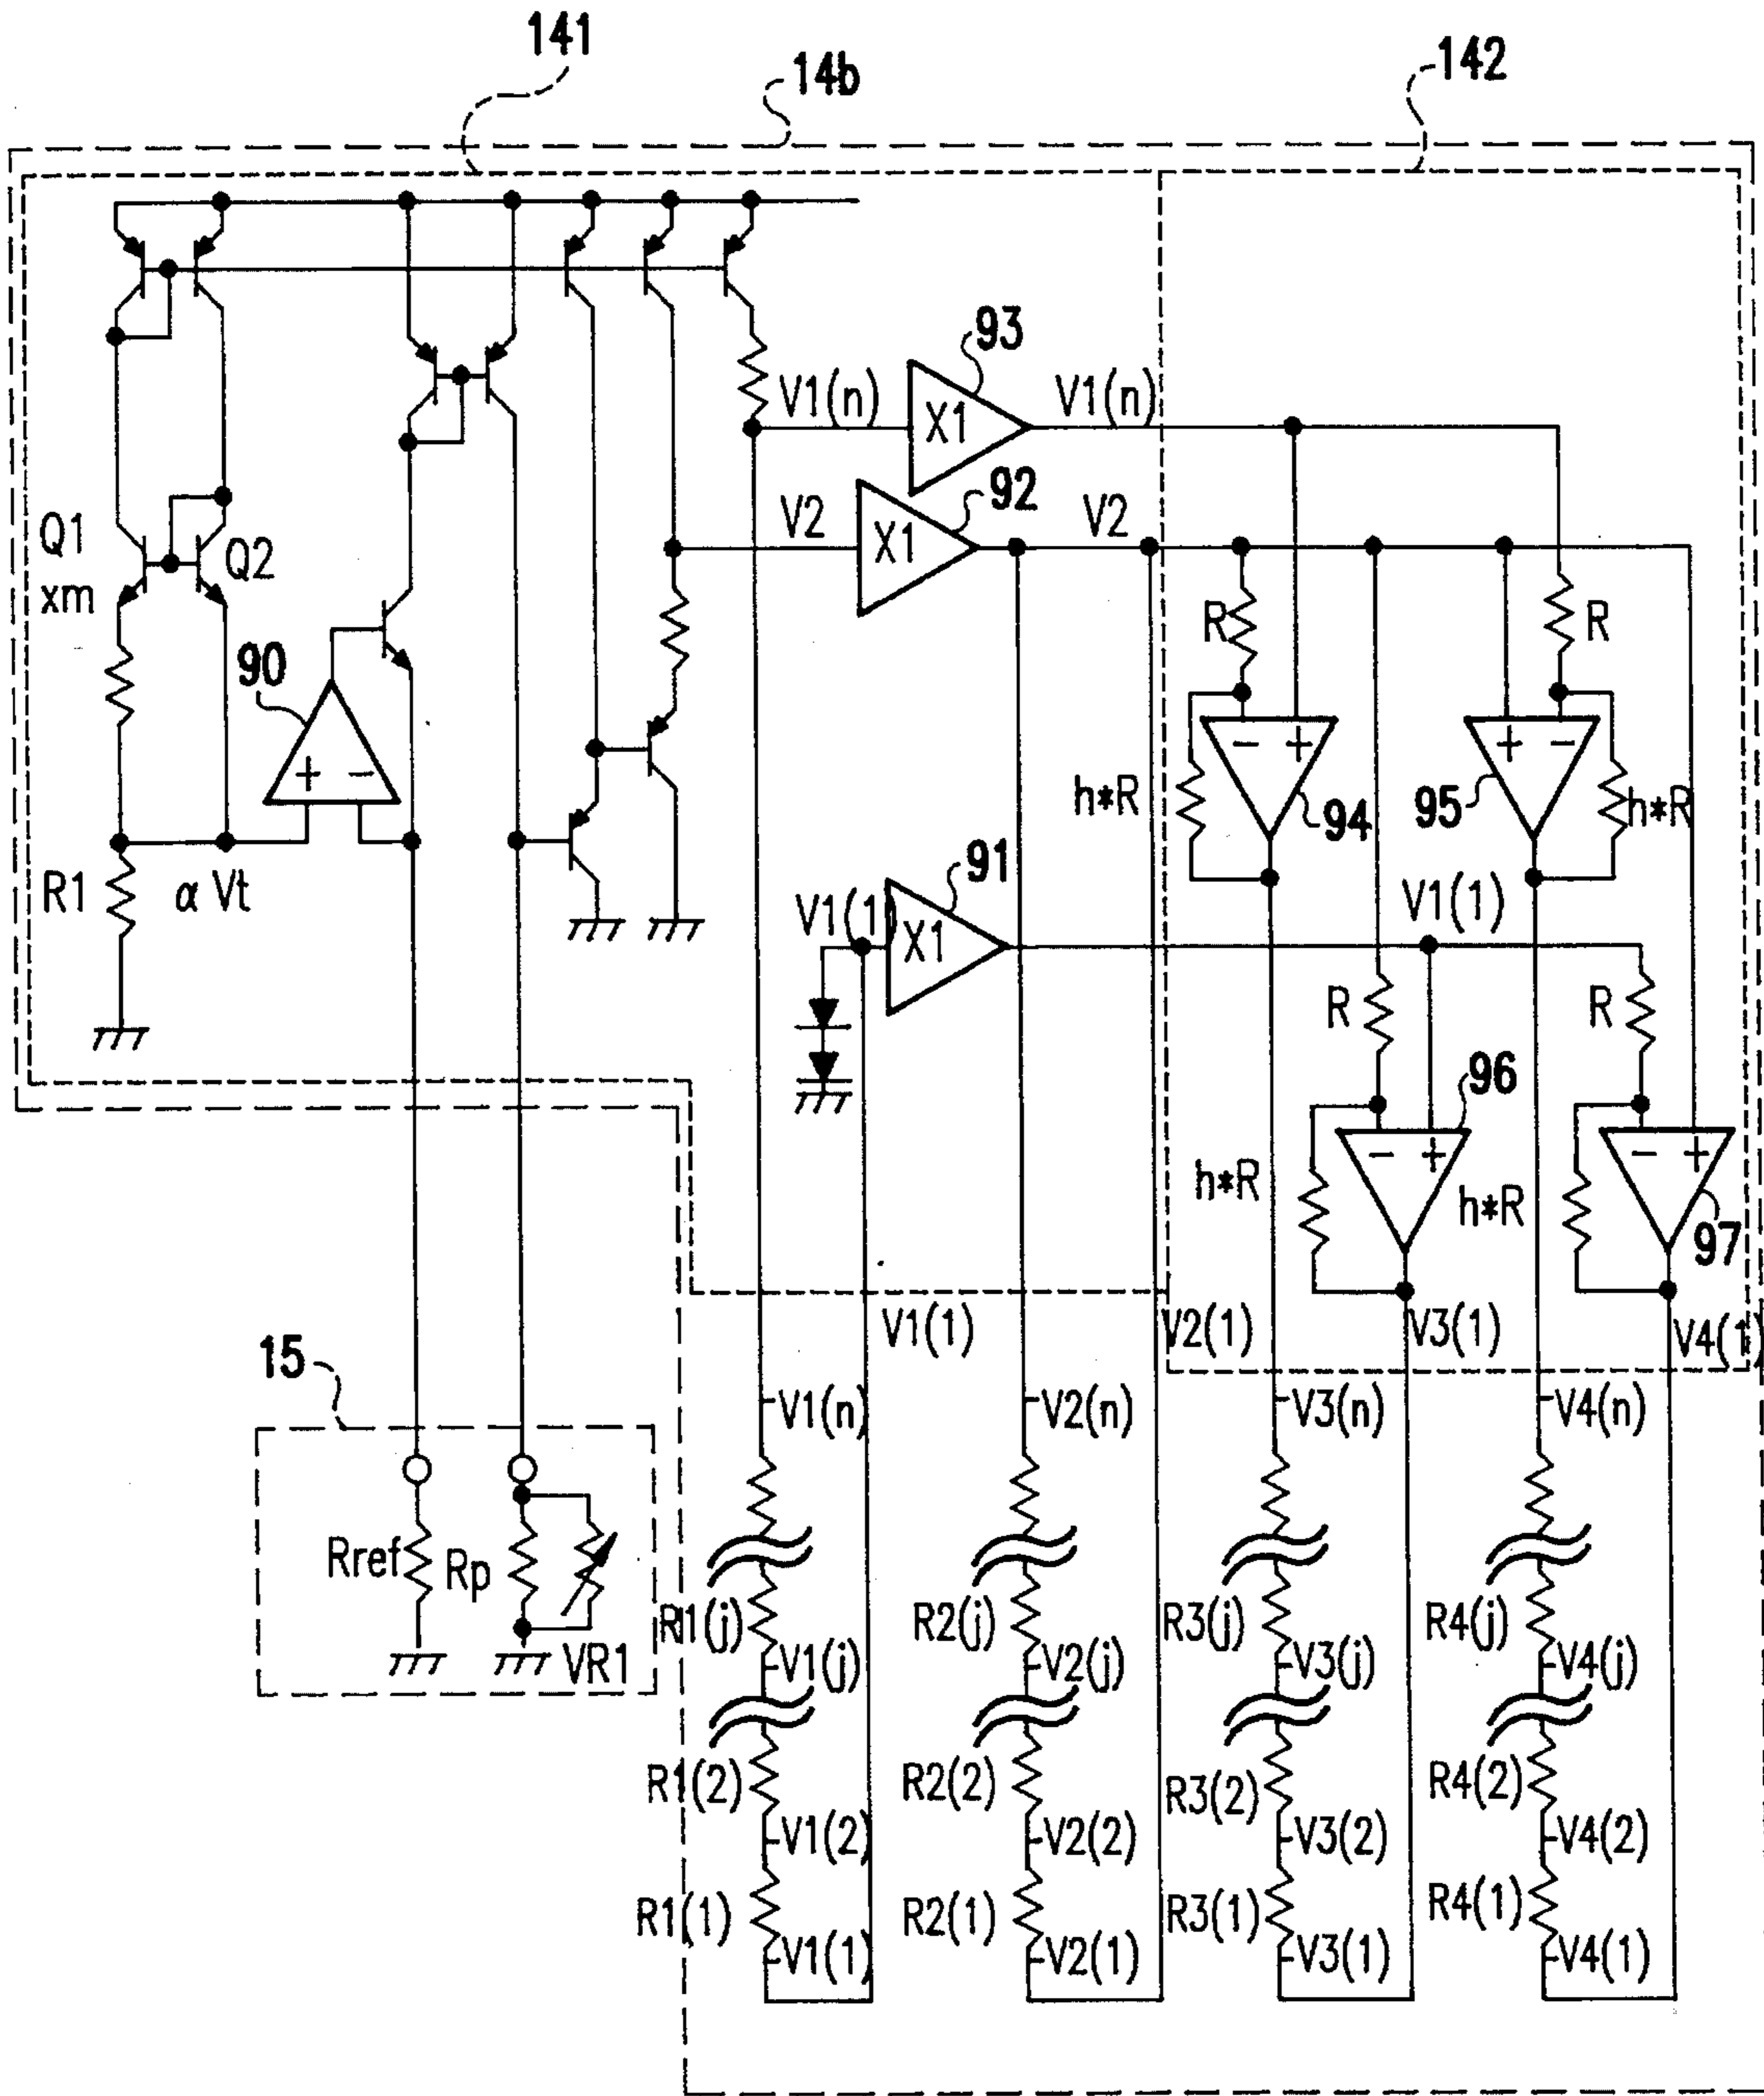 141
14b
142
93
V1(n)
X1
V1(n)
92
V2
X1
V2
Q1
xm
Q2
R
R
90
+ -
- +
+ -
h*R
94
95
h*R
R1
α Vt
91
V1(1)
X1
V1(1)
R
R
96
- +
- +
h*R
h*R
97
V1(1)
V2(1)
V3(1)
V4(1)
15
V1(n)
V2(n)
V3(n)
V4(n)
Rref
Rp
VR1
R1(j)
R2(j)
R3(j)
R4(j)
V1(j)
V2(j)
V3(j)
V4(j)
R1(2)
R2(2)
R3(2)
R4(2)
V1(2)
V2(2)
V3(2)
V4(2)
R1(1)
R2(1)
R3(1)
R4(1)
V1(1)
V2(1)
V3(1)
V4(1)